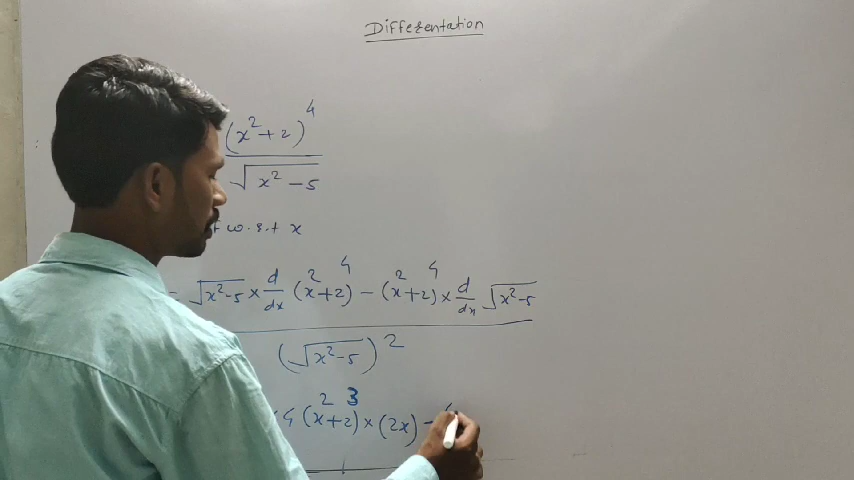 Differentation
(x²+2)⁴
√x²-5
w.r.t x
= √x²-5 × d/dx (x²+2)⁴ - (x²+2)⁴ × d/dx √x²-5
(√x²-5)²
4(x²+2)³ × (2x) -